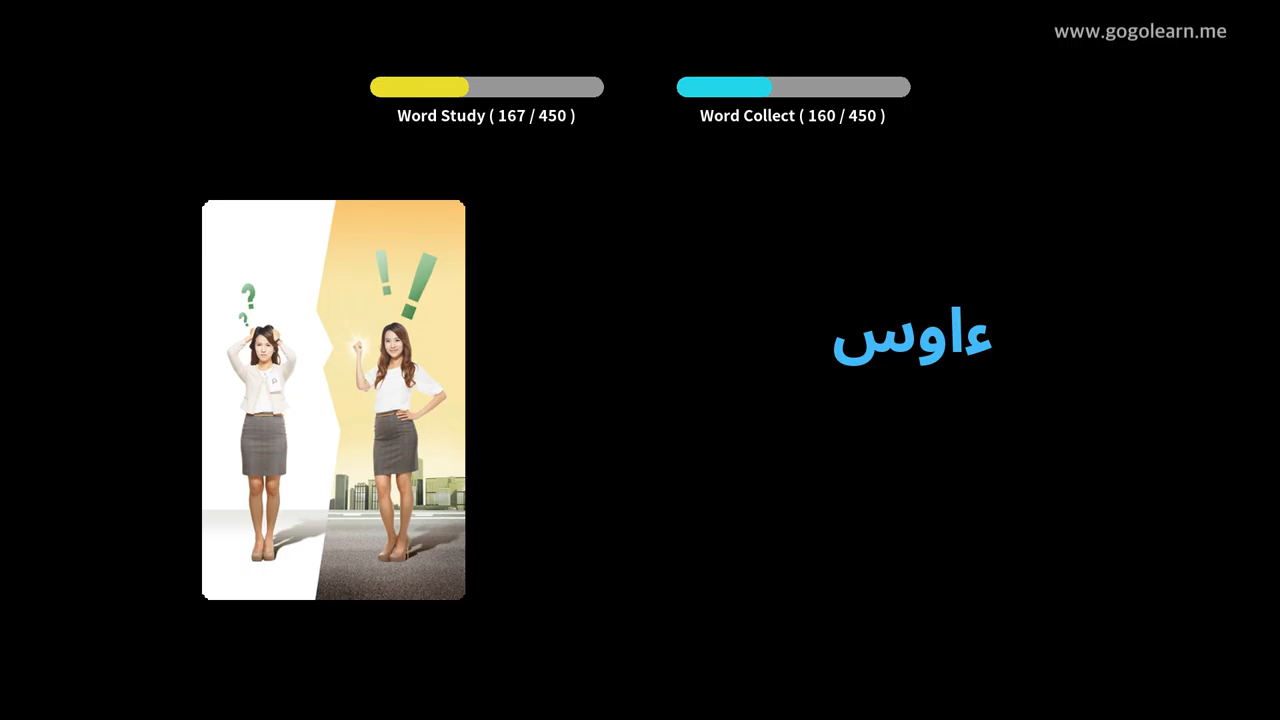 www.gogolearn.me
Word Study ( 167 / 450 )
Word Collect ( 160 / 450 )
? ?
! !
ءاوس